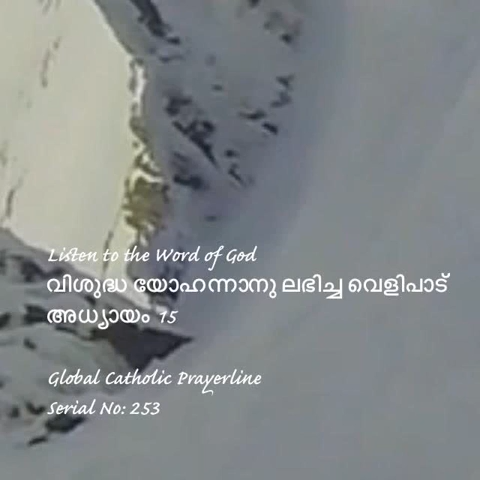 Listen to the Word of God
വിശുദ്ധ യോഹന്നാനു ലഭിച്ച വെളിപാട്
അധ്യായം 15
Global Catholic Prayerline
Serial No: 253